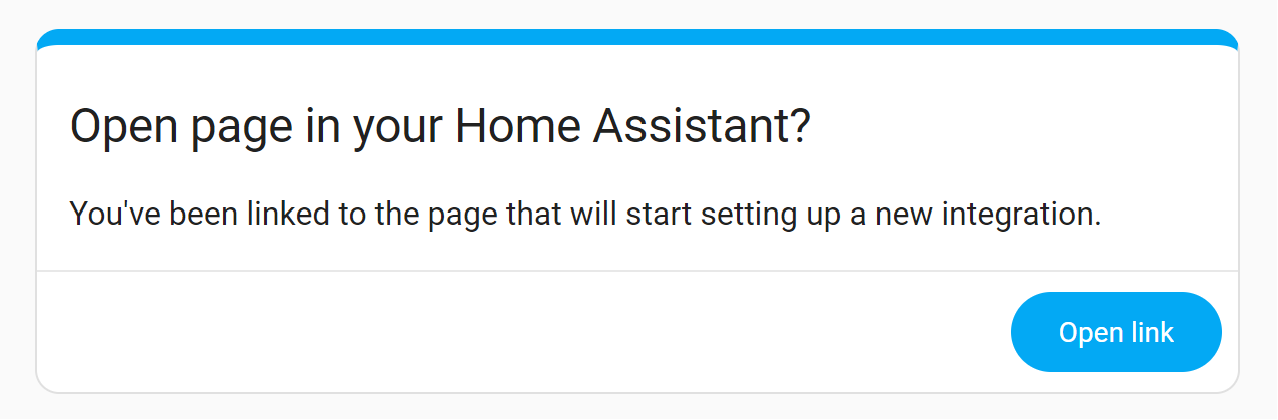 Open page in your Home Assistant?
You've been linked to the page that will start setting up a new integration.
Open link